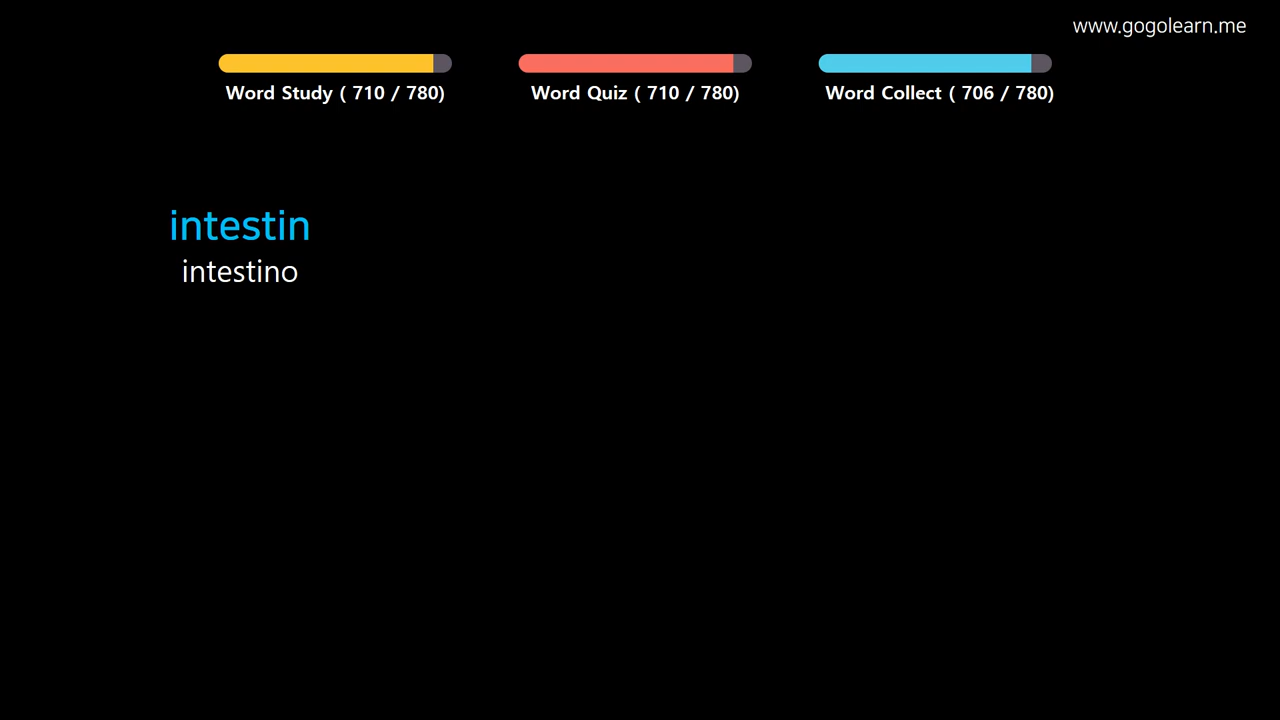 www.gogolearn.me
Word Study ( 710 / 780)
Word Quiz ( 710 / 780)
Word Collect ( 706 / 780)
intestin
intestino